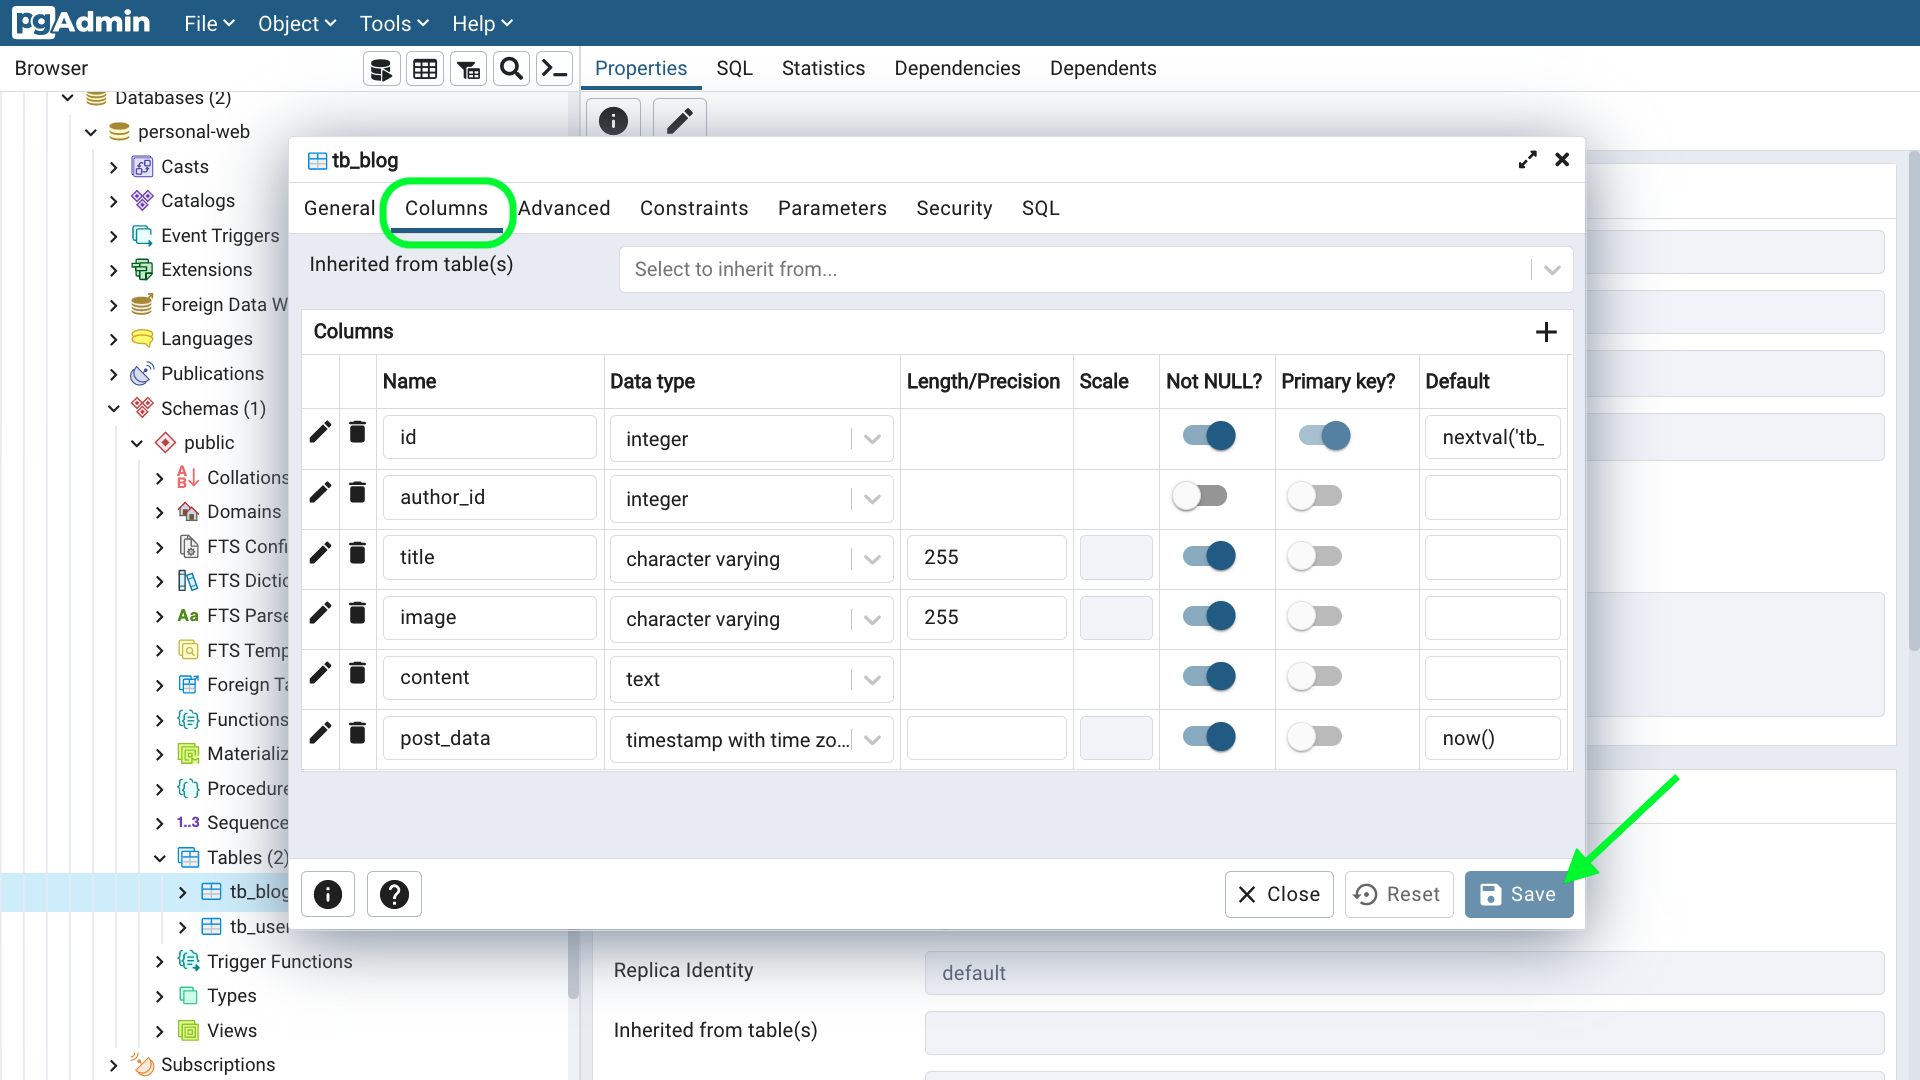 pgAdmin File Object Tools Help
Browser
Properties SQL Statistics Dependencies Dependents
Databases (2)
personal-web
Casts
Catalogs
Event Triggers
Extensions
Foreign Data W
Languages
Publications
Schemas (1)
public
Collations
Domains
FTS Confi
FTS Dictio
Aa FTS Parse
FTS Temp
Foreign Ta
Functions
Materializ
Procedure
1..3 Sequence
Tables (2)
tb_blog
tb_user
Trigger Functions
Types
Views
Subscriptions
tb_blog
General Columns Advanced Constraints Parameters Security SQL
Inherited from table(s) Select to inherit from...
Columns
Name Data type Length/Precision Scale Not NULL? Primary key? Default
id integer nextval('tb_
author_id integer
title character varying 255
image character varying 255
content text
post_data timestamp with time zo... now()
Close Reset Save
Replica Identity default
Inherited from table(s)